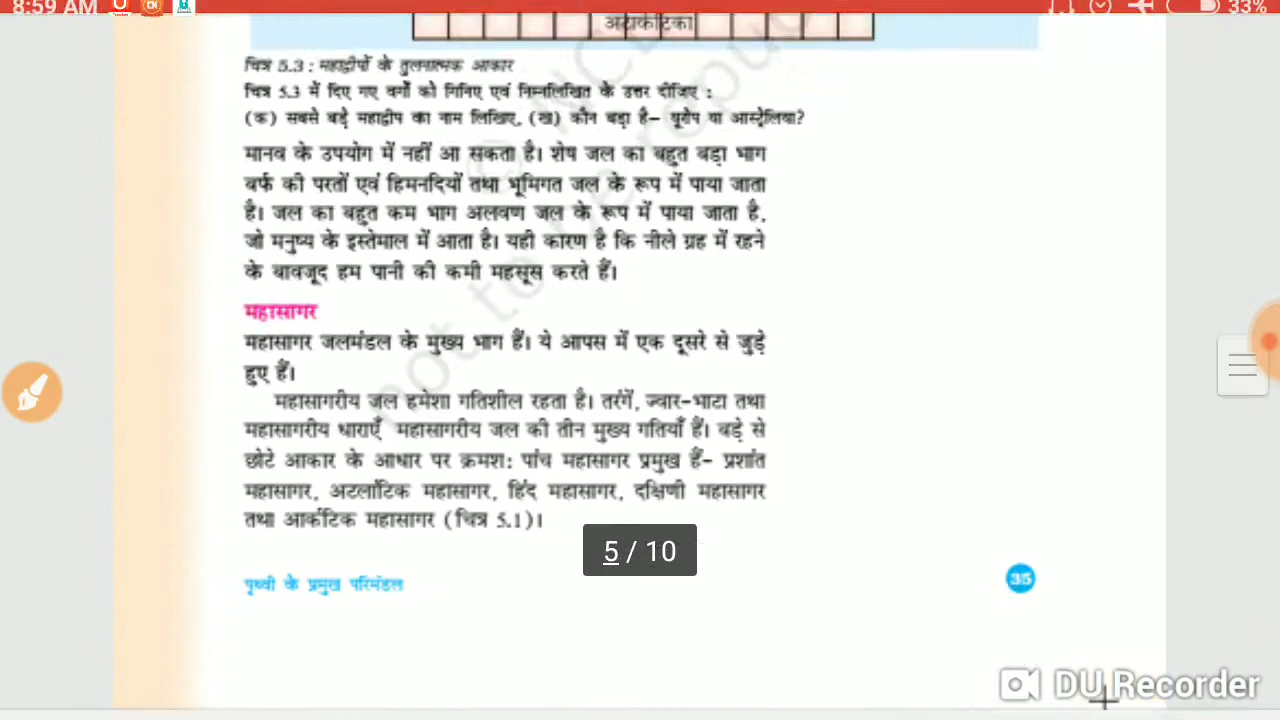 8:59 AM
33%
अंटार्कटिका
चित्र 5.3 : महाद्वीपों के तुलनात्मक आकार
चित्र 5.3 में दिए गए वर्गों को गिनिए एवं निम्नलिखित के उत्तर दीजिए :
(क) सबसे बड़े महाद्वीप का नाम लिखिए, (ख) कौन बड़ा है– यूरोप या आस्ट्रेलिया?
मानव के उपयोग में नहीं आ सकता है। शेष जल का बहुत बड़ा भाग
बर्फ की परतों एवं हिमनदियों तथा भूमिगत जल के रूप में पाया जाता
है। जल का बहुत कम भाग अलवण जल के रूप में पाया जाता है,
जो मनुष्य के इस्तेमाल में आता है। यही कारण है कि नीले ग्रह में रहने
के बावजूद हम पानी की कमी महसूस करते हैं।
महासागर
महासागर जलमंडल के मुख्य भाग हैं। ये आपस में एक दूसरे से जुड़े
हुए हैं।
महासागरीय जल हमेशा गतिशील रहता है। तरंगें, ज्वार-भाटा तथा
महासागरीय धाराएँ महासागरीय जल की तीन मुख्य गतियाँ हैं। बड़े से
छोटे आकार के आधार पर क्रमश: पांच महासागर प्रमुख हैं– प्रशांत
महासागर, अटलांटिक महासागर, हिंद महासागर, दक्षिणी महासागर
तथा आर्कटिक महासागर (चित्र 5.1)।
5 / 10
पृथ्वी के प्रमुख परिमंडल
35
DU Recorder
not to be repu